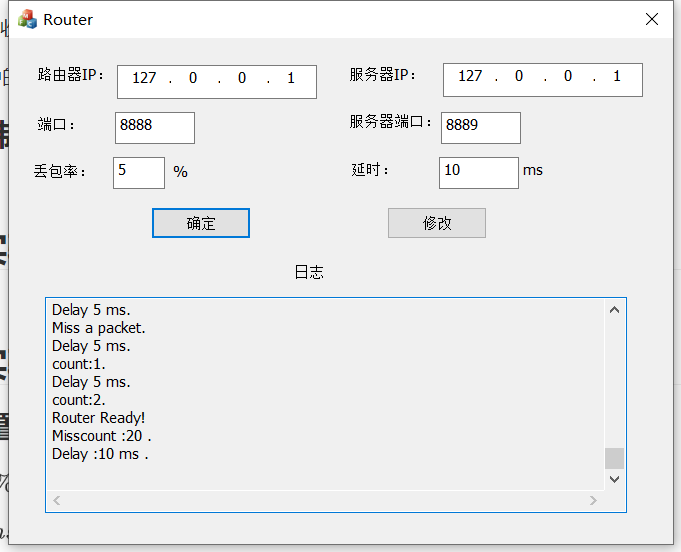 Router
路由器IP： 127 . 0 . 0 . 1 服务器IP： 127 . 0 . 0 . 1
端口： 8888 服务器端口： 8889
丢包率： 5 % 延时： 10 ms
确定 修改
日志
Delay 5 ms.
Miss a packet.
Delay 5 ms.
count:1.
Delay 5 ms.
count:2.
Router Ready!
Misscount :20 .
Delay :10 ms .